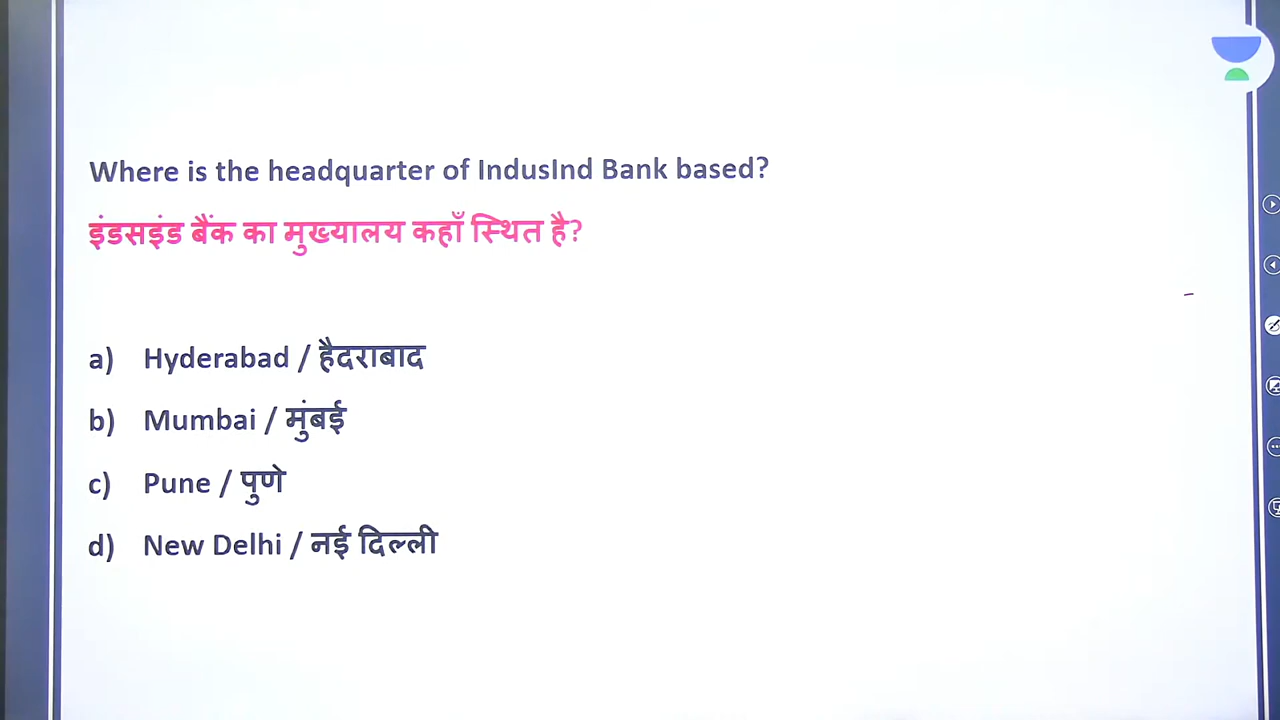 Where is the headquarter of IndusInd Bank based?
इंडसइंड बैंक का मुख्यालय कहाँ स्थित है?
a) Hyderabad / हैदराबाद
b) Mumbai / मुंबई
c) Pune / पुणे
d) New Delhi / नई दिल्ली